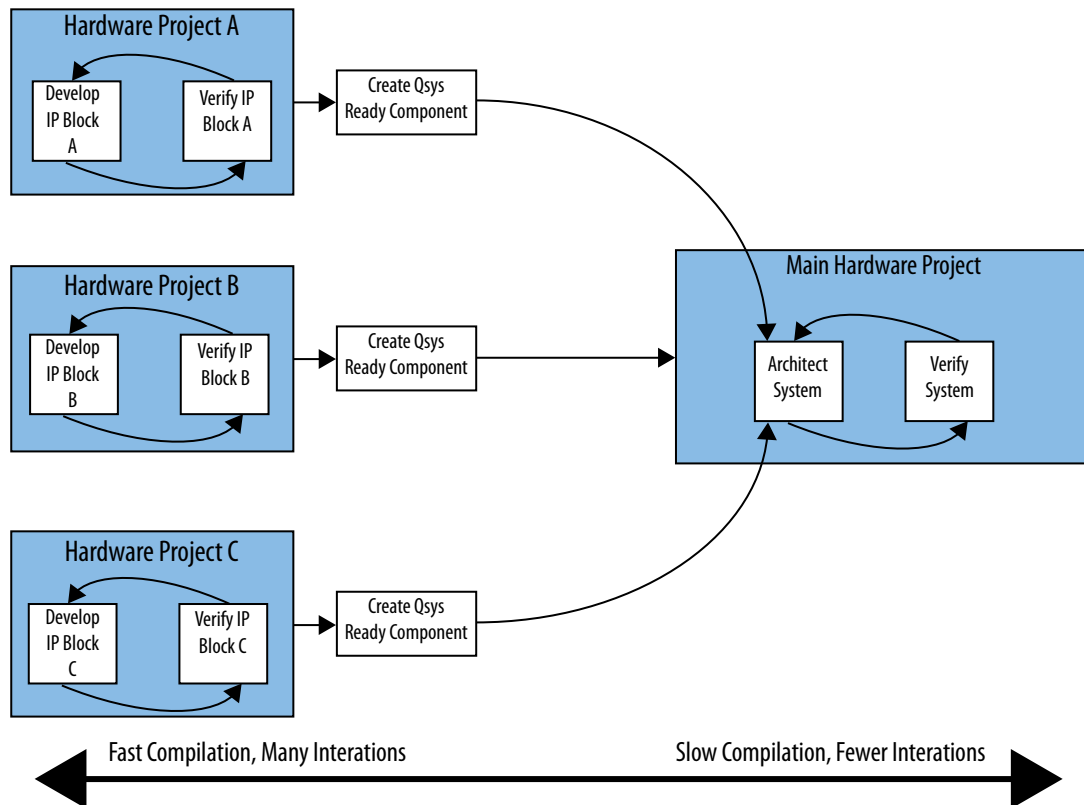 Hardware Project A
Develop
IP Block
A
Verify IP
Block A
Create Qsys
Ready Component
Hardware Project B
Develop
IP Block
B
Verify IP
Block B
Create Qsys
Ready Component
Main Hardware Project
Architect
System
Verify
System
Hardware Project C
Develop
IP Block
C
Verify IP
Block C
Create Qsys
Ready Component
Fast Compilation, Many Interations
Slow Compilation, Fewer Interations